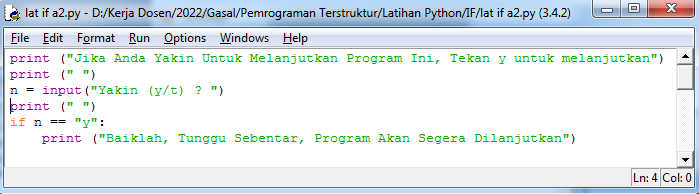 lat if a2.py - D:/Kerja Dosen/2022/Gasal/Pemrograman Terstruktur/Latihan Python/IF/lat if a2.py (3.4.2)
File Edit Format Run Options Windows Help
print ("Jika Anda Yakin Untuk Melanjutkan Program Ini, Tekan y untuk melanjutkan")
print (" ")
n = input("Yakin (y/t) ? ")
print (" ")
if n == "y":
    print ("Baiklah, Tunggu Sebentar, Program Akan Segera Dilanjutkan")
Ln: 4 Col: 0